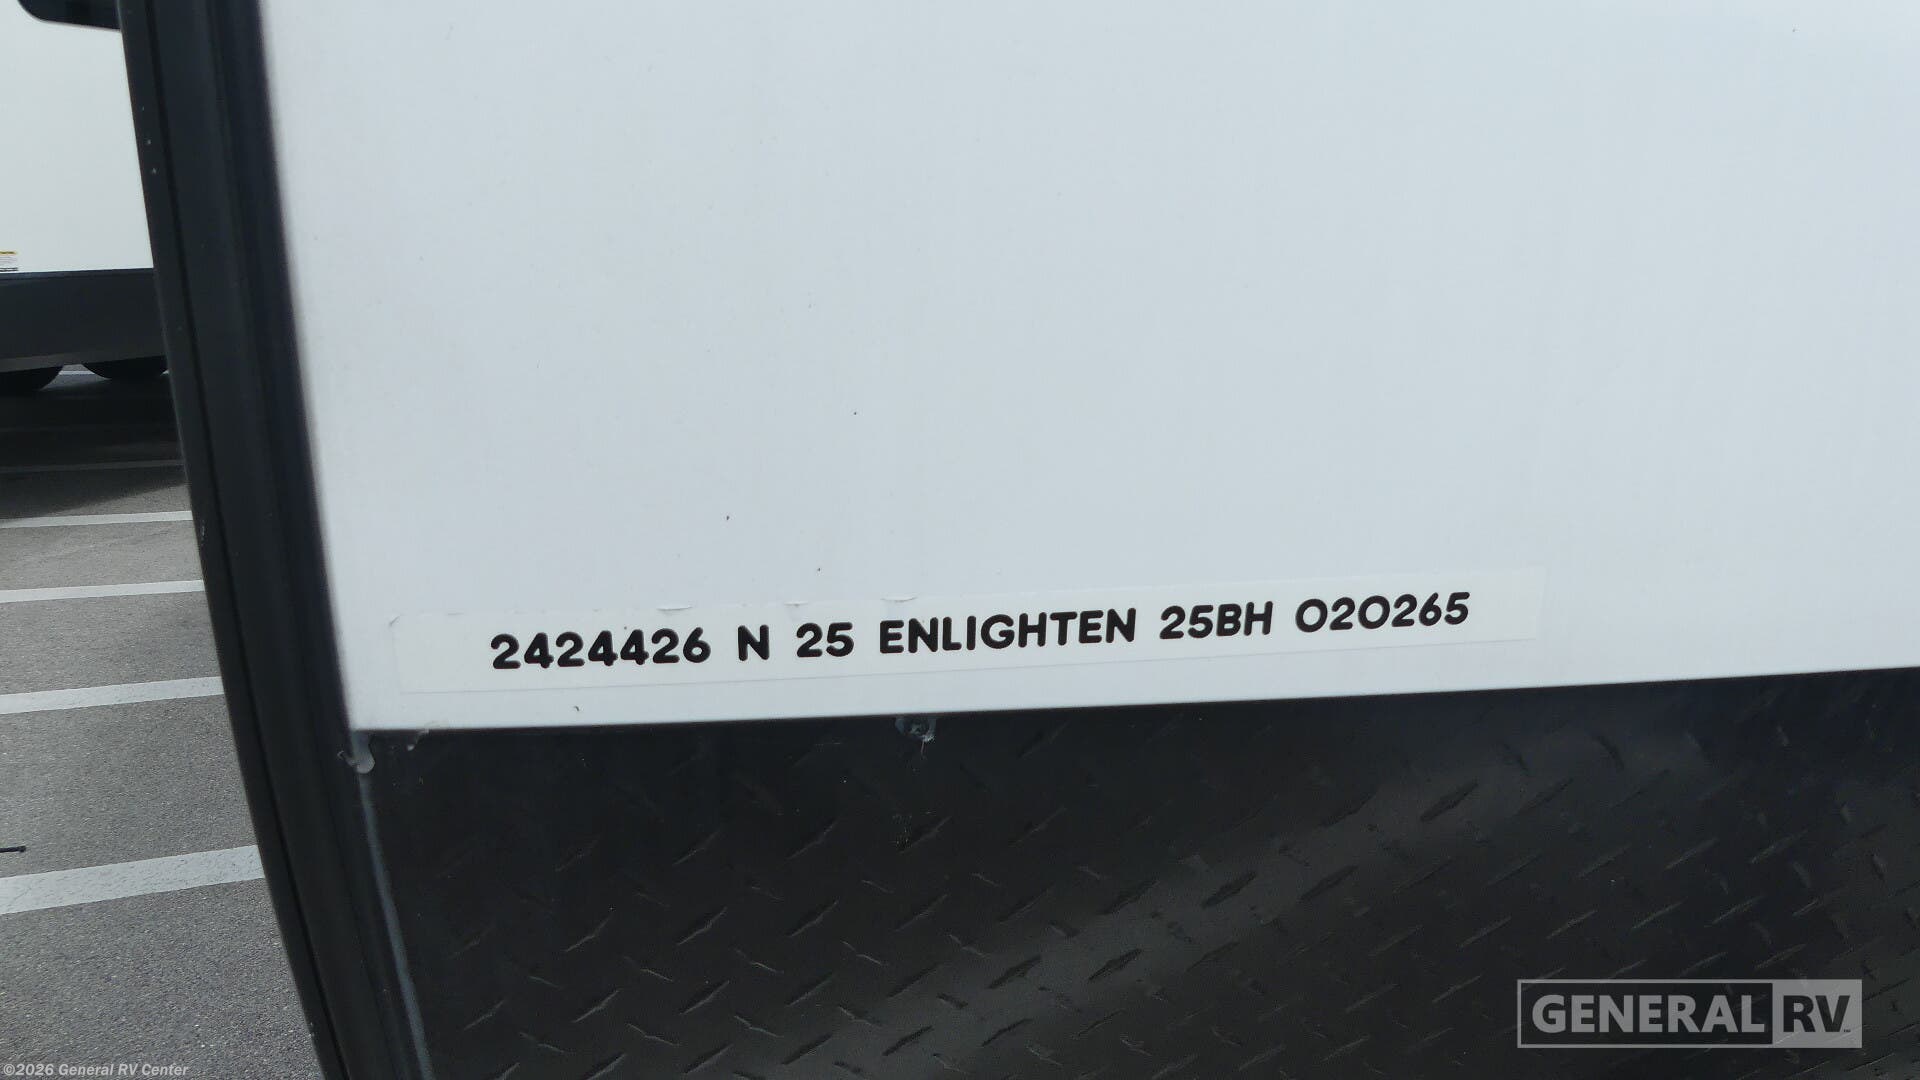 2424426 N 25 ENLIGHTEN 25BH 020265
GENERAL RV
©2026 General RV Center